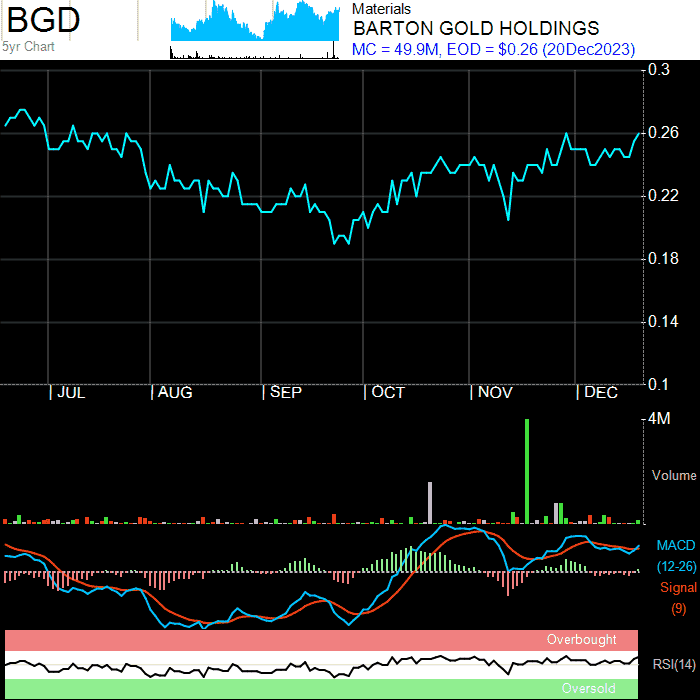 BGD
5yr Chart
Materials
BARTON GOLD HOLDINGS
MC = 49.9M, EOD = $0.26 (20Dec2023)
0.3
0.26
0.22
0.18
0.14
0.1
JUL AUG SEP OCT NOV DEC
4M
Volume
MACD
(12-26)
Signal
(9)
Overbought
RSI(14)
Oversold